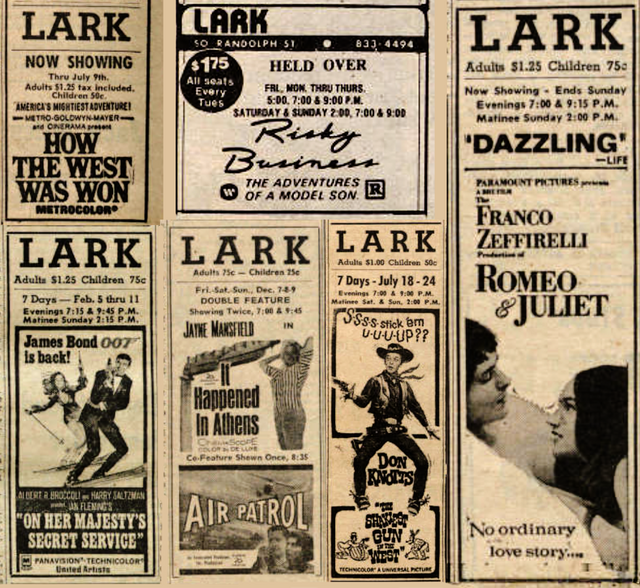 LARK
NOW SHOWING
Thru July 9th.
Adults $1.25 tax included.
Children 50c.
"AMERICA'S MIGHTIEST ADVENTURE!
METRO-GOLDWYN-MAYER
and CINERAMA present
HOW
THE WEST
WAS WON
METROCOLOR®
LARK
50 RANDOLPH ST. • 833-4494
$1.75
All seats
Every
Tues
HELD OVER
FRI., MON. THRU THURS.
5:00, 7:00 & 9:00 P.M.
SATURDAY & SUNDAY 2:00, 7:00 & 9:00
Risky
Business
THE ADVENTURES
OF A MODEL SON.
R
LARK
Adults $1.25 Children 75c
Now Showing - Ends Sunday
Evenings 7:00 & 9:15 P.M.
Matinee Sunday 2:00 P.M.
"DAZZLING"
—LIFE
PARAMOUNT PICTURES presents
A BHE FILM
The
FRANCO
ZEFFIRELLI
Production of
ROMEO
& JULIET
No ordinary
love story....
LARK
Adults $1.25 Children 75c
7 Days — Feb. 5 thru 11
Evenings 7:15 & 9:45 P.M.
Matinee Sunday 2:15 P.M.
James Bond 007
is back!
ALBERT R. BROCCOLI and HARRY SALTZMAN
present IAN FLEMING'S
"ON HER MAJESTY'S
SECRET SERVICE"
PANAVISION® TECHNICOLOR®
United Artists
LARK
Adults 75c — Children 25c
Fri.-Sat.-Sun., Dec. 7-8-9
DOUBLE FEATURE
Showing Twice, 7:00 & 9:45
JAYNE MANSFIELD IN
It
Happened
In Athens
CINEMASCOPE
COLOR by DE LUXE
Co-Feature Shown Once, 8:35
AIR PATROL
LARK
Adults $1.00 Children 50c
7 Days - July 18 - 24
Evenings 7:00 & 9:00 P.M.
Matinee Sat. & Sun. 2:00 P.M.
S-s-s-s-stick 'em
u-u-u-UP??
DON
KNOTTS
"THE
SHAKIEST
GUN
IN THE
WEST"
TECHNICOLOR® A UNIVERSAL PICTURE